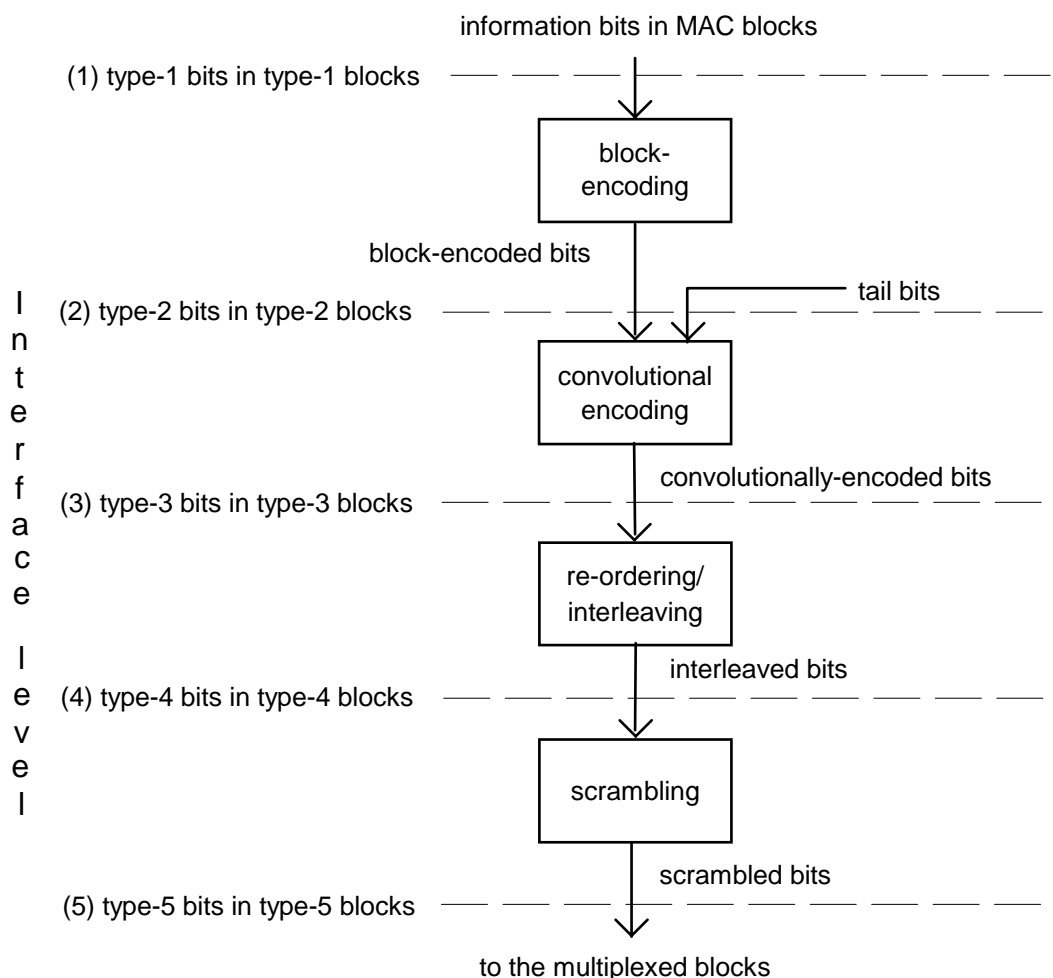 information bits in MAC blocks
(1) type-1 bits in type-1 blocks
block-
encoding
block-encoded bits
tail bits
(2) type-2 bits in type-2 blocks
convolutional
encoding
convolutionally-encoded bits
(3) type-3 bits in type-3 blocks
re-ordering/
interleaving
interleaved bits
(4) type-4 bits in type-4 blocks
scrambling
scrambled bits
(5) type-5 bits in type-5 blocks
to the multiplexed blocks
Interface level